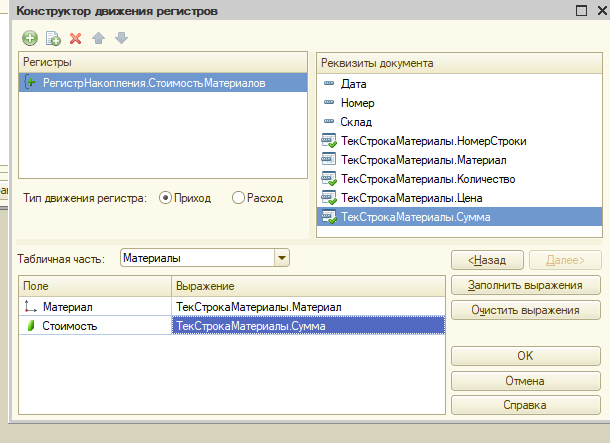 Конструктор движения регистров
Регистры
РегистрНакопления.СтоимостьМатериалов
Реквизиты документа
Дата
Номер
Склад
ТекСтрокаМатериалы.НомерСтроки
ТекСтрокаМатериалы.Материал
ТекСтрокаМатериалы.Количество
ТекСтрокаМатериалы.Цена
ТекСтрокаМатериалы.Сумма
Тип движения регистра: Приход Расход
Табличная часть: Материалы
<Назад Далее>
Поле Выражение
Материал ТекСтрокаМатериалы.Материал
Стоимость ТекСтрокаМатериалы.Сумма
Заполнить выражения
Очистить выражения
OK
Отмена
Справка